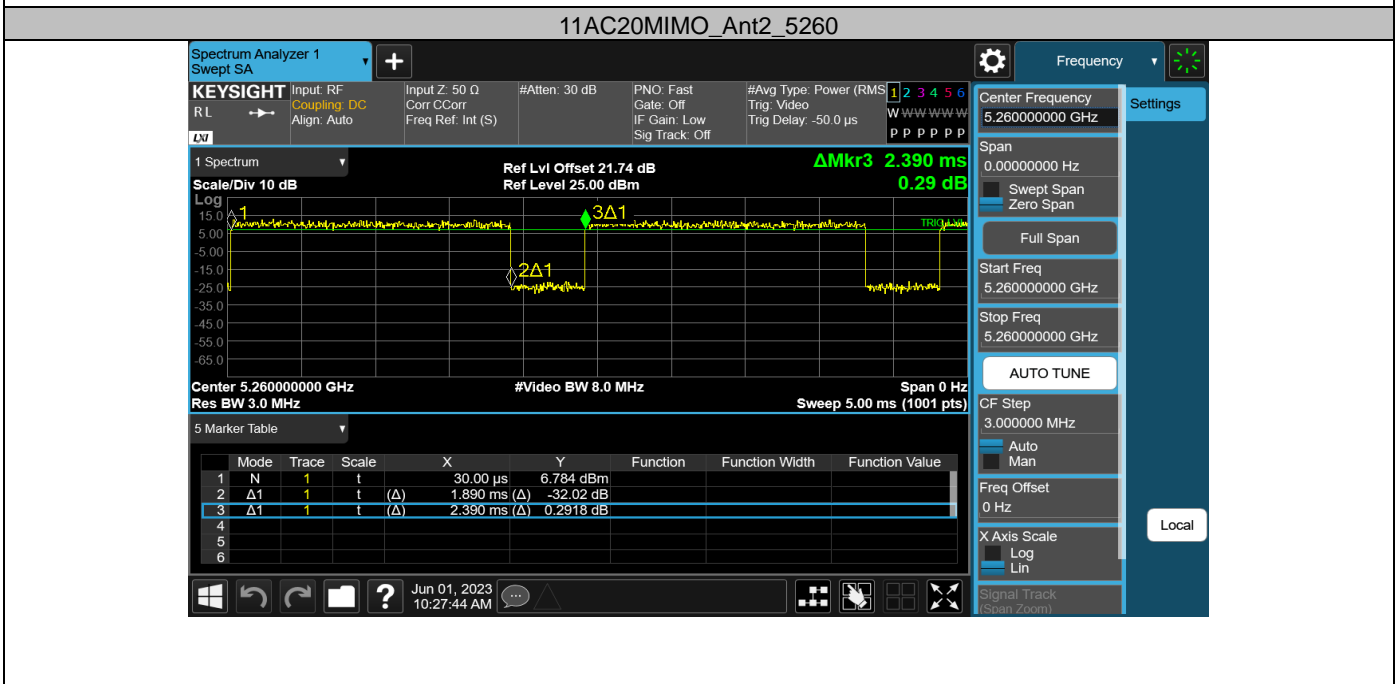 11AC20MIMO_Ant2_5260
Spectrum Analyzer 1
Swept SA
+
Frequency
KEYSIGHT
RL
LXI
Input: RF
Coupling: DC
Align: Auto
Input Z: 50 Ω
Corr CCorr
Freq Ref: Int (S)
#Atten: 30 dB
PNO: Fast
Gate: Off
IF Gain: Low
Sig Track: Off
#Avg Type: Power (RMS
Trig: Video
Trig Delay: -50.0 µs
1 2 3 4 5 6
W W W W W W
P P P P P P
1 Spectrum
Scale/Div 10 dB
Ref Lvl Offset 21.74 dB
Ref Level 25.00 dBm
ΔMkr3 2.390 ms
0.29 dB
Log
15.0
5.00
-5.00
-15.0
-25.0
-35.0
-45.0
-55.0
-65.0
1
2Δ1
3Δ1
TRIG LVL
Center 5.260000000 GHz
#Video BW 8.0 MHz
Span 0 Hz
Res BW 3.0 MHz
Sweep 5.00 ms (1001 pts)
5 Marker Table
Mode Trace Scale X Y Function Function Width Function Value
1 N 1 t 30.00 µs 6.784 dBm
2 Δ1 1 t (Δ) 1.890 ms (Δ) -32.02 dB
3 Δ1 1 t (Δ) 2.390 ms (Δ) 0.2918 dB
4
5
6
?
Jun 01, 2023
10:27:44 AM
Center Frequency
5.260000000 GHz
Settings
Span
0.00000000 Hz
Swept Span
Zero Span
Full Span
Start Freq
5.260000000 GHz
Stop Freq
5.260000000 GHz
AUTO TUNE
CF Step
3.000000 MHz
Auto
Man
Freq Offset
0 Hz
Local
X Axis Scale
Log
Lin
Signal Track
(Span Zoom)